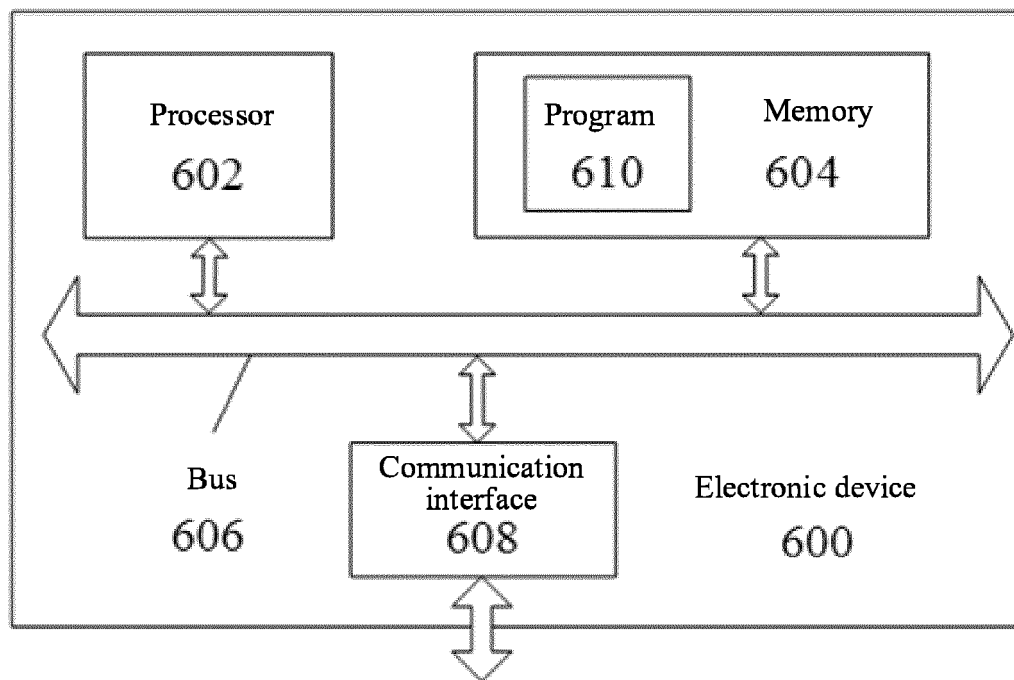 Processor
602
Program
610
Memory
604
Bus
606
Communication
interface
608
Electronic device
600